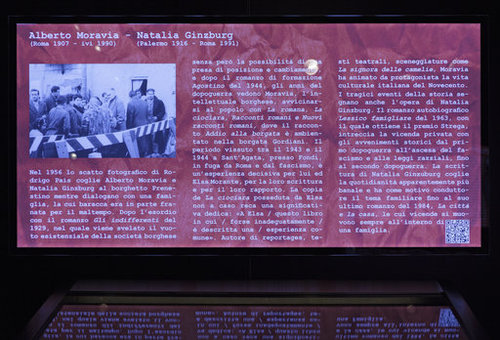 Alberto Moravia - Natalia Ginzburg
(Roma 1907 - ivi 1990) (Palermo 1916 - Roma 1991)
Nel 1956 lo scatto fotografico di Ro-
drigo Pais coglie Alberto Moravia e
Natalia Ginzburg al borghetto Prene-
stino mentre dialogano con una fami-
glia, la cui baracca era in parte fra-
nata per il maltempo. Dopo l'esordio
con il romanzo Gli indifferenti del
1929, nel quale viene svelato il vuo-
to esistenziale della società borghese
senza però la possibilità di
presa di posizione e cambiamento
e dopo il romanzo di formazione
Agostino del 1944, gli anni del
dopoguerra vedono Moravia, l'in-
tellettuale borghese, avvicinar-
si al popolo con La romana, La
ciociara, Racconti romani e Nuovi
racconti romani, dove il raccon-
to Addio alla borgata è ambien-
tato nella borgata Gordiani. Il
periodo vissuto tra il 1943 e il
1944 a Sant'Agata, presso Fondi,
in fuga da Roma e dal fascismo, è
un'esperienza decisiva per lui ed
Elsa Morante, per la loro scrittura
e per il loro rapporto. La copia
de La ciociara posseduta da Elsa
non a caso reca una significati-
va dedica: «A Elsa / questo libro
in cui / forse inadeguatamente /
è descritta una / esperienza co-
mune». Autore di reportages, te-
sti teatrali, sceneggiature come
La signora delle camelie, Moravia
ha animato da protagonista la vita
culturale italiana del Novecento.
I tragici eventi della storia se-
gnano anche l'opera di Natalia
Ginzburg. Il romanzo autobiografico
Lessico famigliare del 1963, con
il quale ottiene il premio Strega,
intreccia la vicenda privata con
gli avvenimenti storici dal pri-
mo dopoguerra all'ascesa del fa-
scismo e alle leggi razziali, fino
al secondo dopoguerra. La scrit-
tura di Natalia Ginzburg coglie
la quotidianità apparentemente più
banale e ha come motivo condutto-
re il tema familiare fino al suo
ultimo romanzo del 1984, La città
e la casa, le cui vicende si muo-
vono sempre all'interno di
una famiglia.